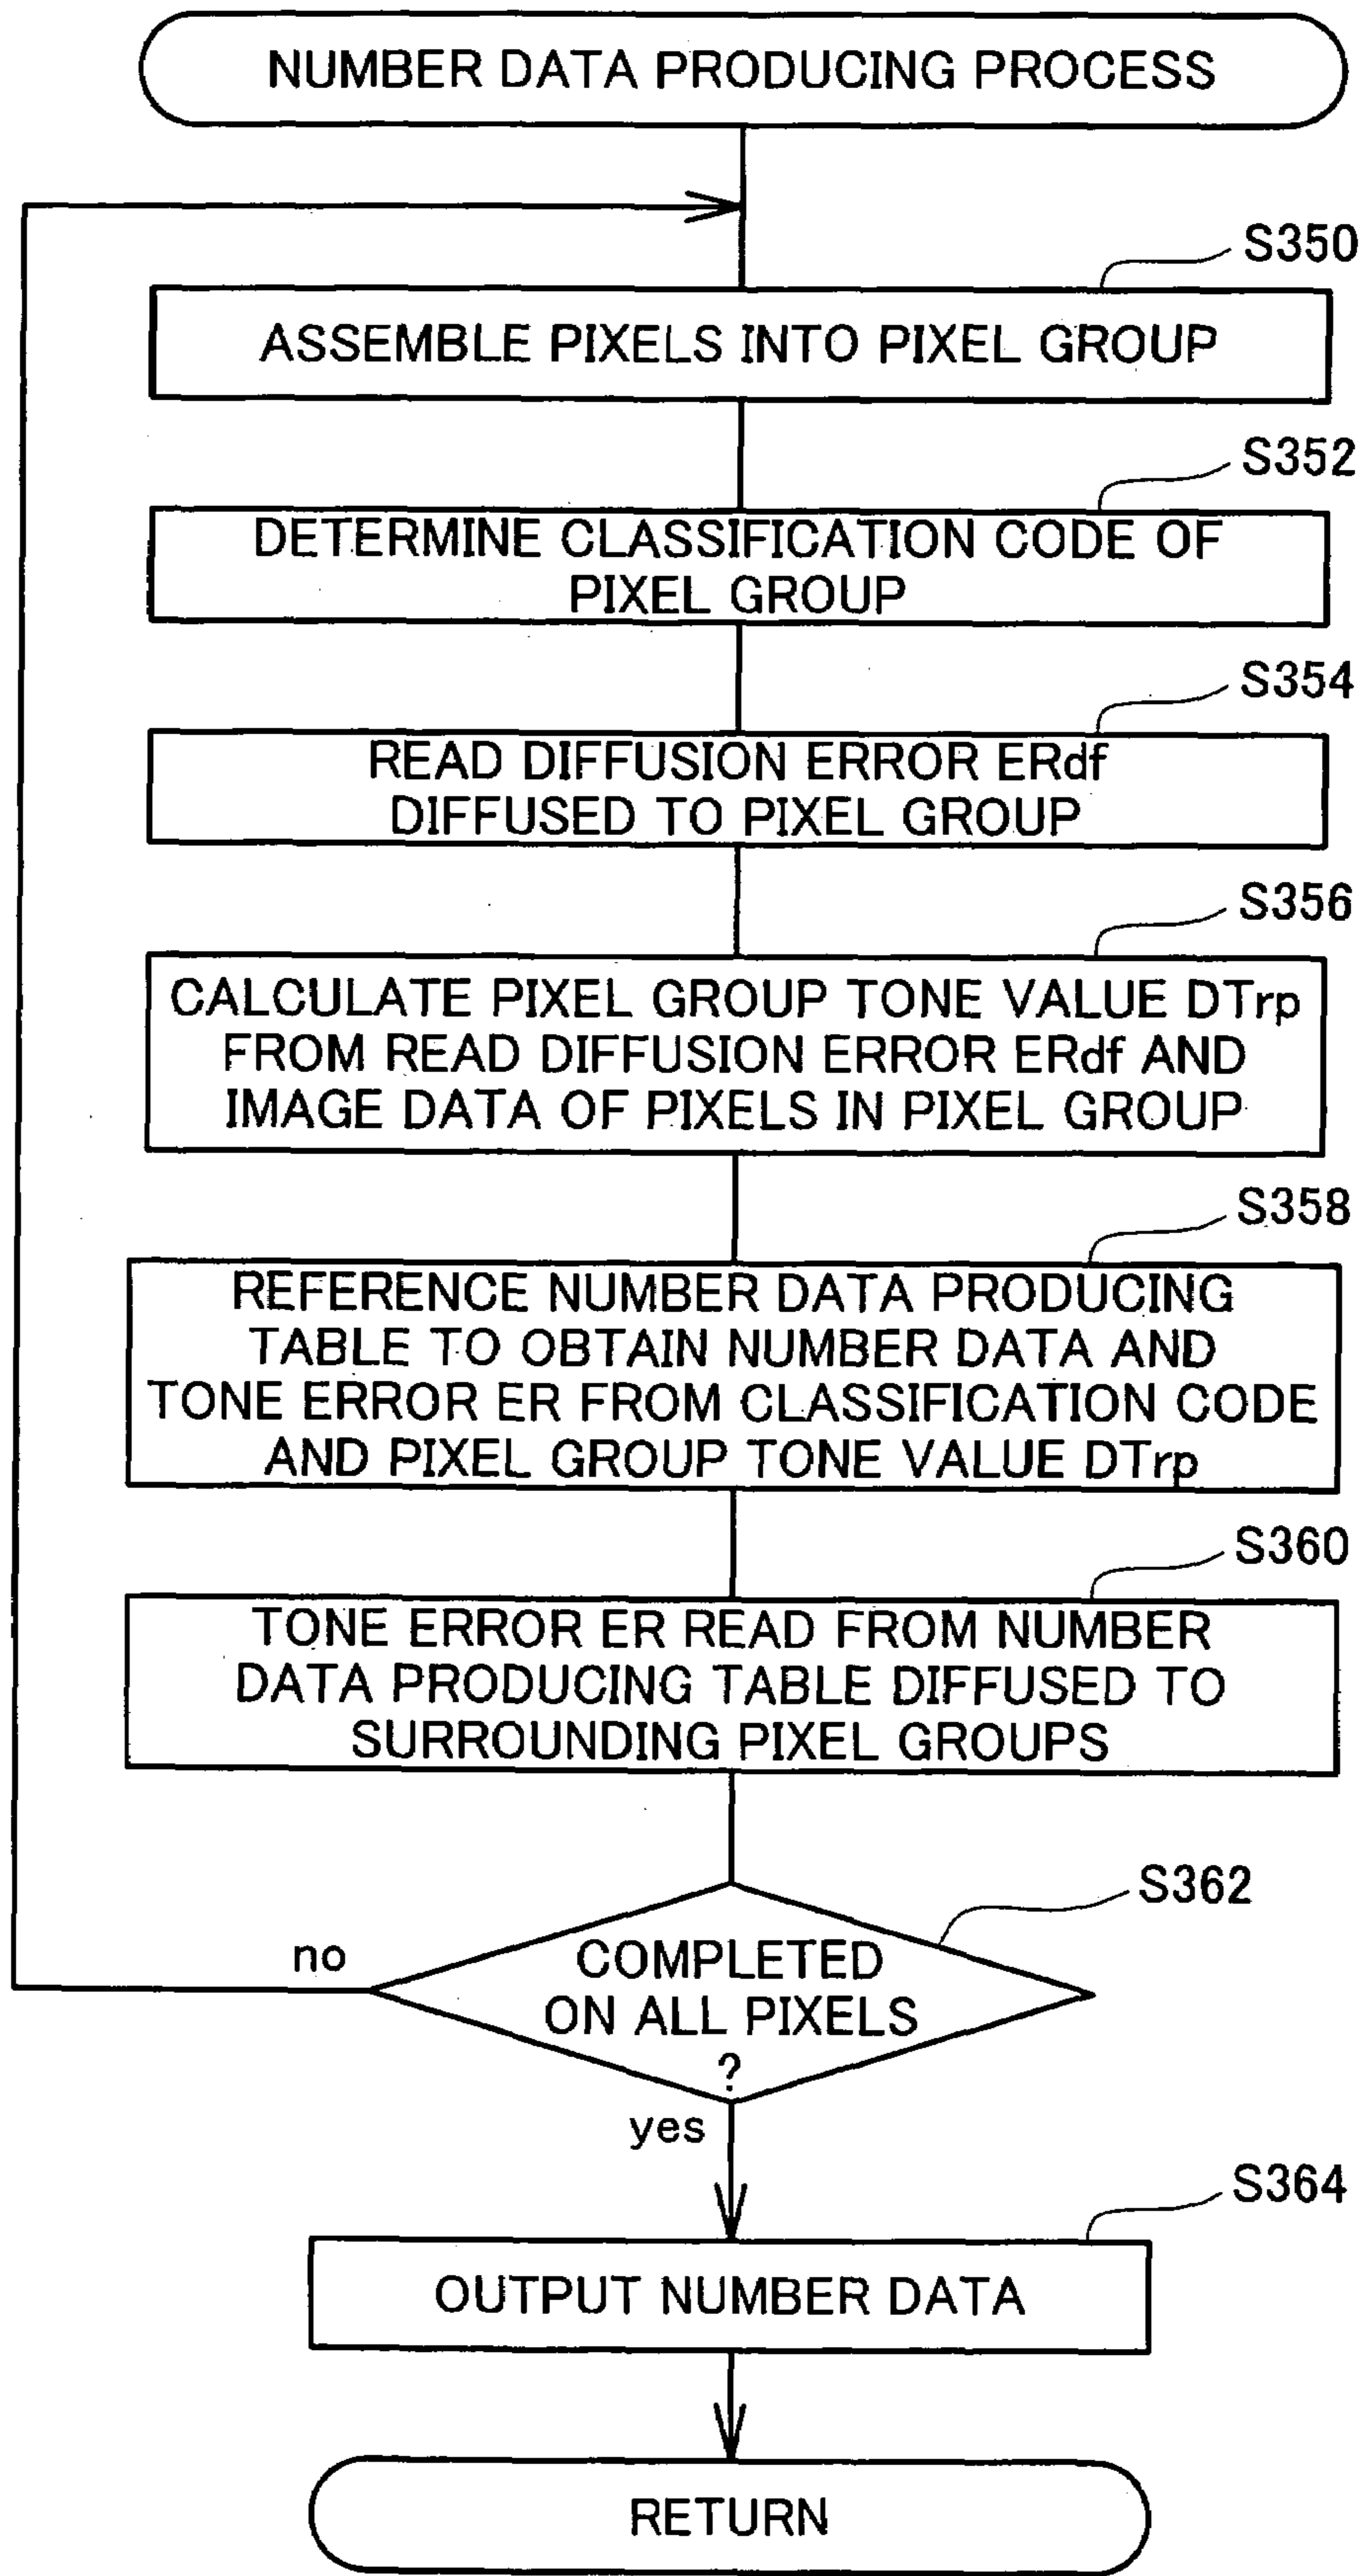 NUMBER DATA PRODUCING PROCESS
S350
ASSEMBLE PIXELS INTO PIXEL GROUP
S352
DETERMINE CLASSIFICATION CODE OF
PIXEL GROUP
S354
READ DIFFUSION ERROR ERdf
DIFFUSED TO PIXEL GROUP
S356
CALCULATE PIXEL GROUP TONE VALUE DTrp
FROM READ DIFFUSION ERROR ERdf AND
IMAGE DATA OF PIXELS IN PIXEL GROUP
S358
REFERENCE NUMBER DATA PRODUCING
TABLE TO OBTAIN NUMBER DATA AND
TONE ERROR ER FROM CLASSIFICATION CODE
AND PIXEL GROUP TONE VALUE DTrp
S360
TONE ERROR ER READ FROM NUMBER
DATA PRODUCING TABLE DIFFUSED TO
SURROUNDING PIXEL GROUPS
S362
no
COMPLETED
ON ALL PIXELS
?
yes
S364
OUTPUT NUMBER DATA
RETURN